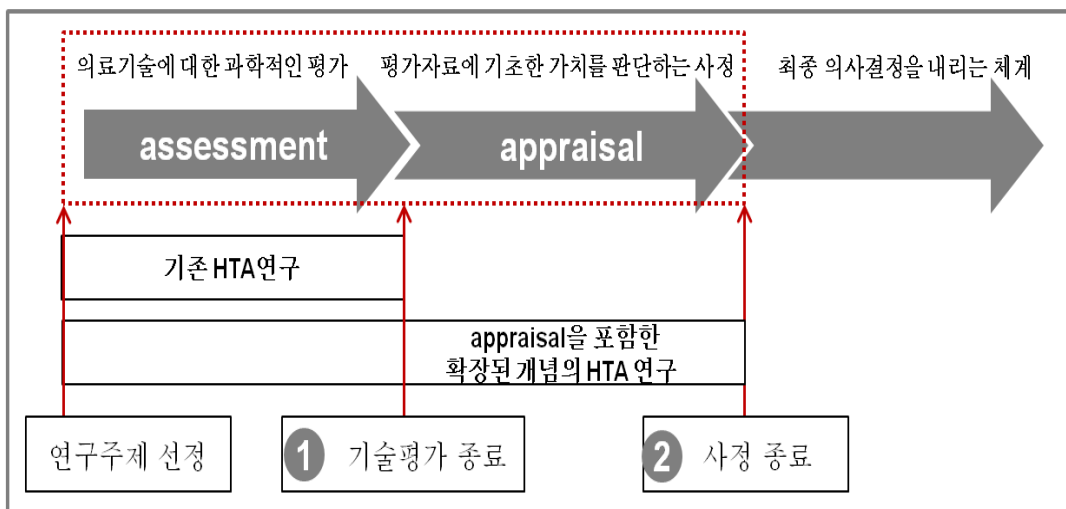 의료기술에 대한 과학적인 평가
평가자료에 기초한 가치를 판단하는 사정
최종 의사결정을 내리는 체계
assessment
appraisal
기존 HTA연구
appraisal을 포함한
확장된 개념의 HTA 연구
연구주제 선정
1 기술평가 종료
2 사정 종료